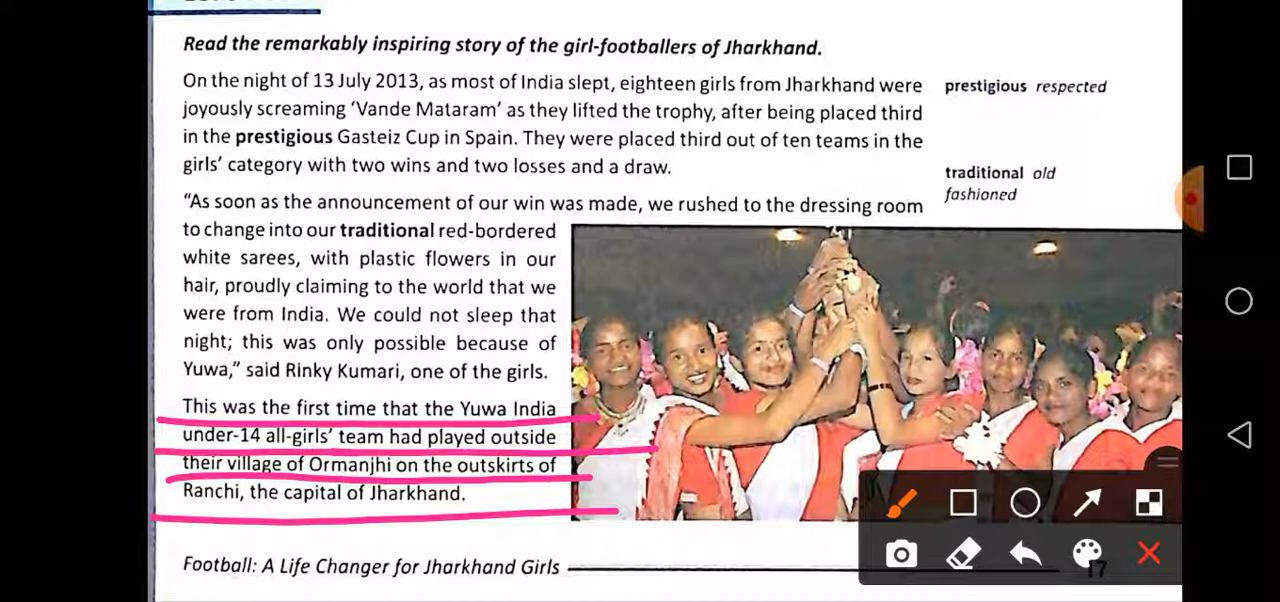 Read the remarkably inspiring story of the girl-footballers of Jharkhand.
On the night of 13 July 2013, as most of India slept, eighteen girls from Jharkhand were
joyously screaming ‘Vande Mataram’ as they lifted the trophy, after being placed third
in the prestigious Gasteiz Cup in Spain. They were placed third out of ten teams in the
girls’ category with two wins and two losses and a draw.
prestigious respected
traditional old
fashioned
“As soon as the announcement of our win was made, we rushed to the dressing room
to change into our traditional red-bordered
white sarees, with plastic flowers in our
hair, proudly claiming to the world that we
were from India. We could not sleep that
night; this was only possible because of
Yuwa,” said Rinky Kumari, one of the girls.
This was the first time that the Yuwa India
under-14 all-girls’ team had played outside
their village of Ormanjhi on the outskirts of
Ranchi, the capital of Jharkhand.
Football: A Life Changer for Jharkhand Girls
17